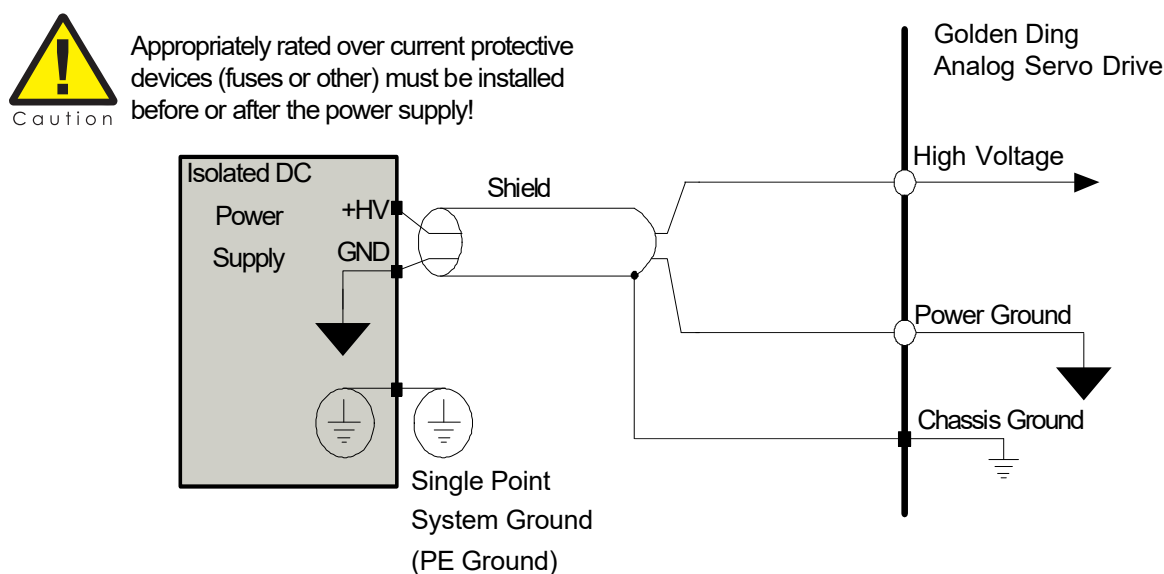 Caution
Appropriately rated over current protective
devices (fuses or other) must be installed
before or after the power supply!
Golden Ding
Analog Servo Drive
Isolated DC
Power
Supply
+HV
GND
Shield
High Voltage
Power Ground
Chassis Ground
Single Point
System Ground
(PE Ground)